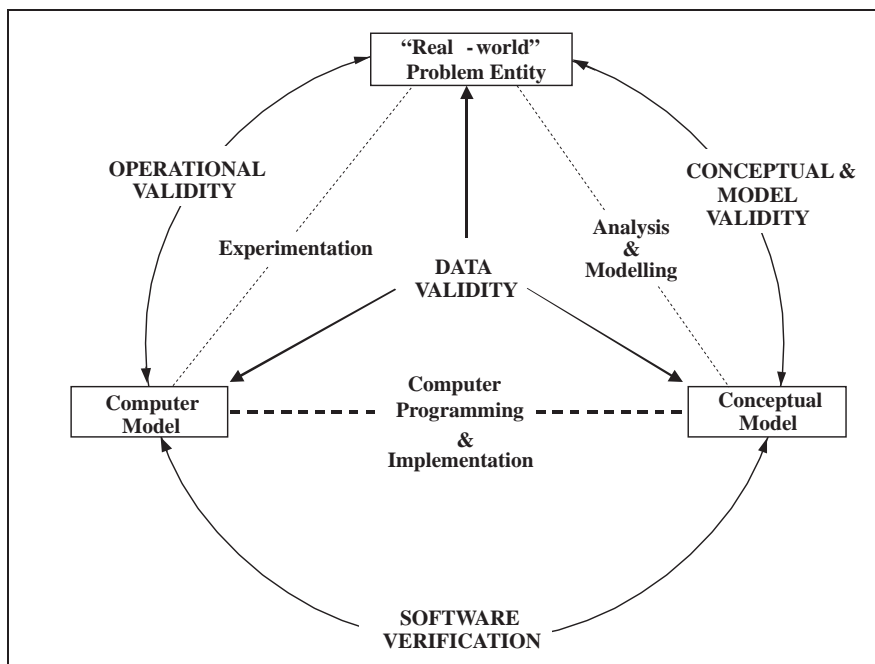 “Real - world”
Problem Entity
OPERATIONAL
VALIDITY
CONCEPTUAL &
MODEL
VALIDITY
Experimentation
Analysis
&
Modelling
DATA
VALIDITY
Computer
Model
Computer
Programming
&
Implementation
Conceptual
Model
SOFTWARE
VERIFICATION